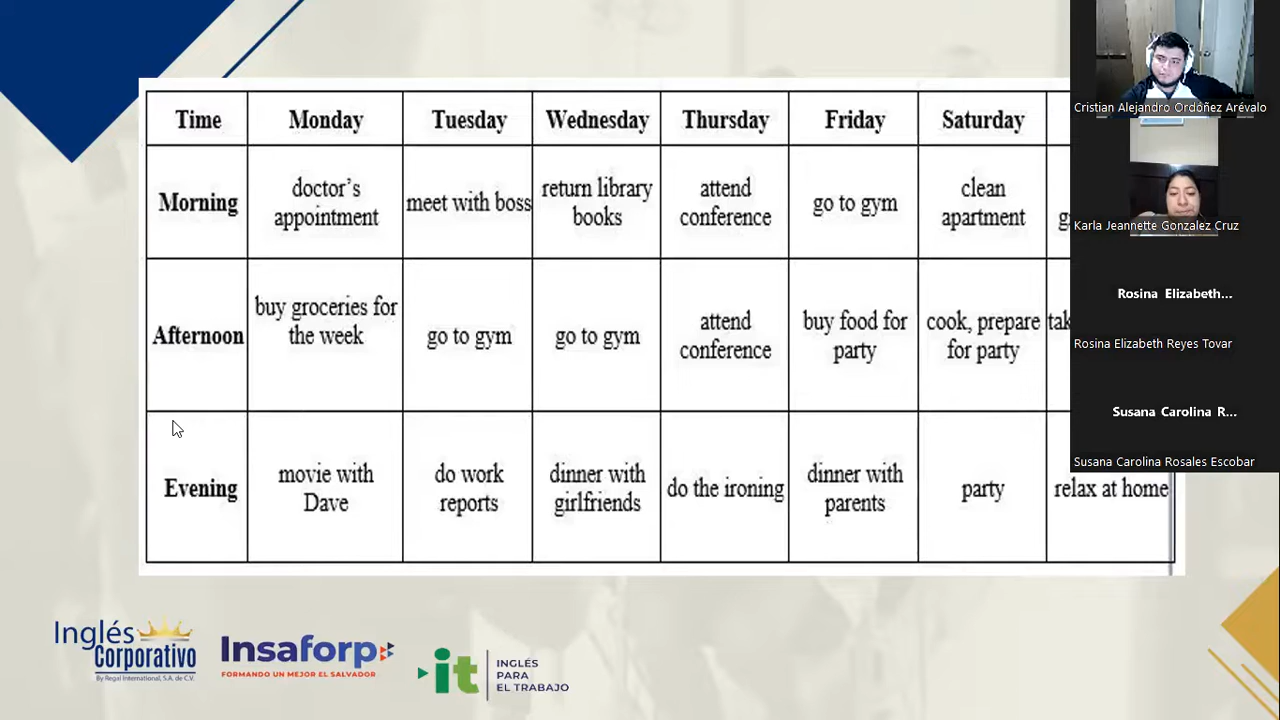 Time Monday Tuesday Wednesday Thursday Friday Saturday
Morning
doctor's
appointment
meet with boss
return library
books
attend
conference
go to gym
clean
apartment
Afternoon
buy groceries for
the week
go to gym
go to gym
attend
conference
buy food for
party
cook, prepare
for party
Evening
movie with
Dave
do work
reports
dinner with
girlfriends
do the ironing
dinner with
parents
party
relax at home
Cristian Alejandro Ordóñez Arévalo
Karla Jeannette Gonzalez Cruz
Rosina Elizabeth...
Rosina Elizabeth Reyes Tovar
Susana Carolina R...
Susana Carolina Rosales Escobar
Inglés
Corporativo
By Regal International, S.A. de C.V.
Insaforp
FORMANDO UN MEJOR EL SALVADOR
it
INGLÉS
PARA
EL TRABAJO